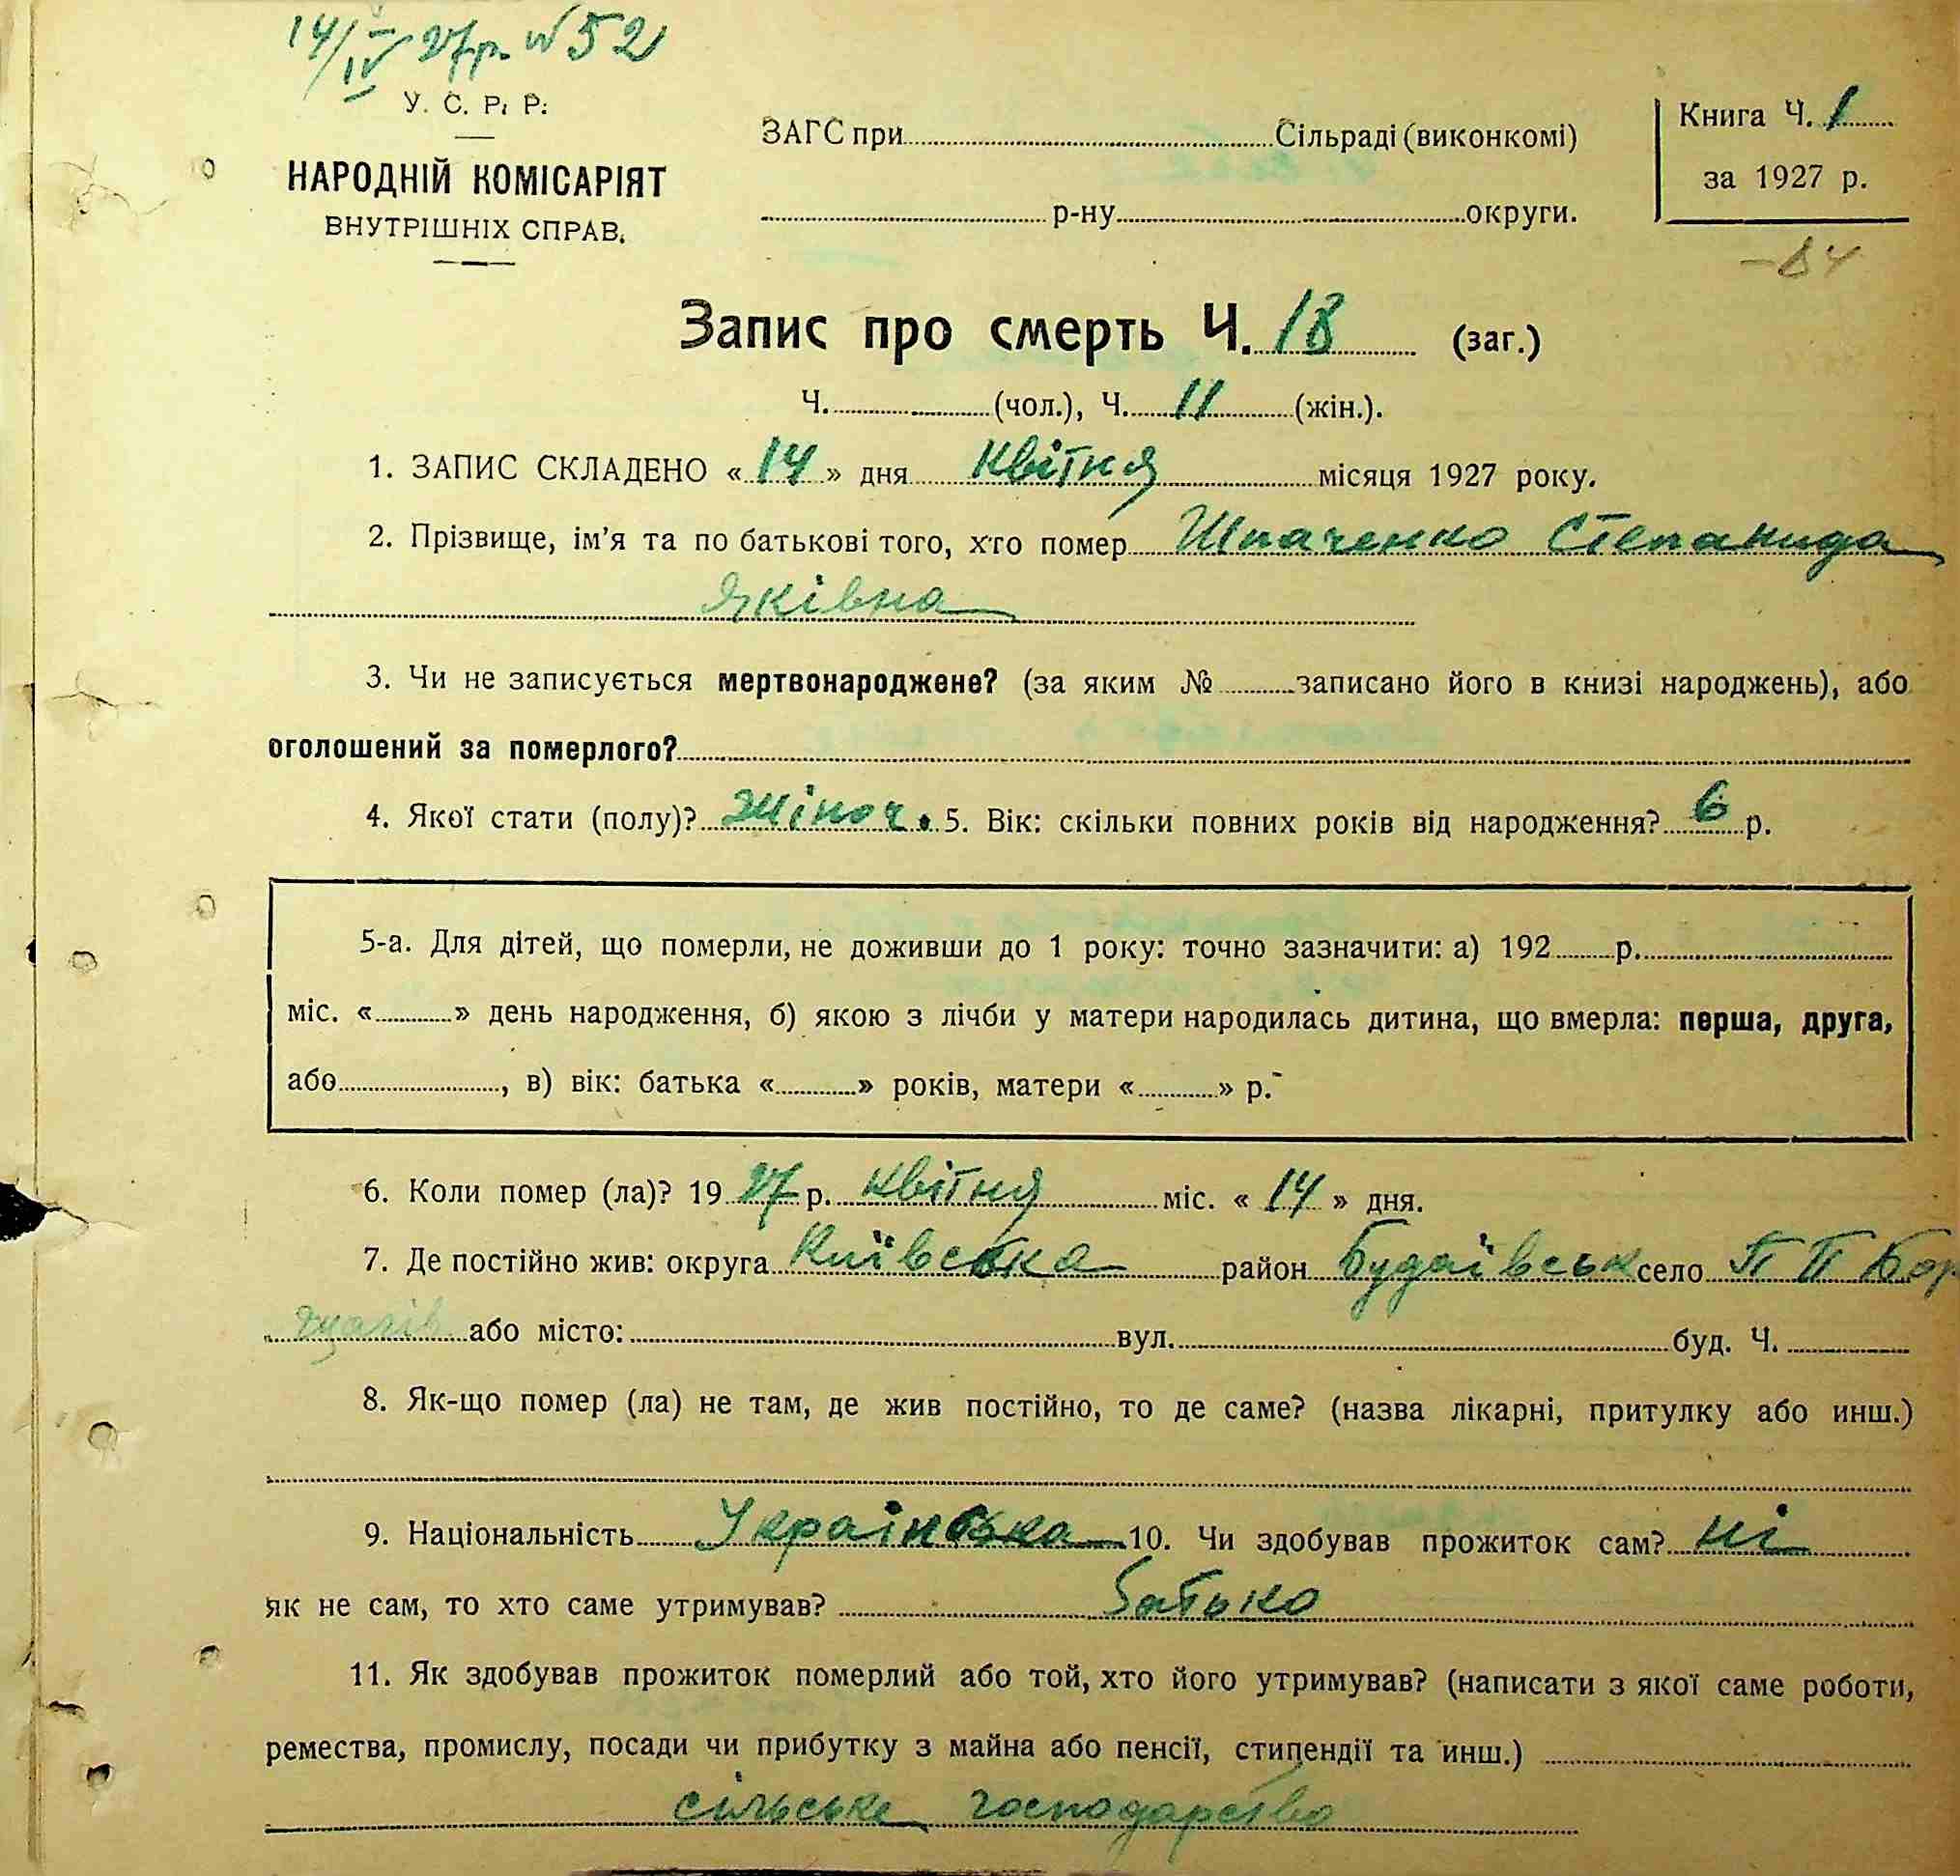 14/IV 27р. №52
У. С. Р. Р.
НАРОДНІЙ КОМІСАРІЯТ
ВНУТРІШНІХ СПРАВ.
ЗАГС при Сільраді (виконкомі)
р-ну округи.
Книга Ч. 1
за 1927 р.
-84
Запис про смерть Ч. 18 (заг.)
Ч. (чол.), Ч. 11 (жін.).
1. ЗАПИС СКЛАДЕНО « 14 » дня Квітня місяця 1927 року.
2. Прізвище, ім’я та по батькові того, хто помер Шпаченко Степанида
Яківна
3. Чи не записується мертвонароджене? (за яким № записано його в книзі народжень), або
оголошений за померлого?
4. Якої стати (полу)? Жіноч. 5. Вік: скільки повних років від народження? 6 р.
5-а. Для дітей, що померли, не доживши до 1 року: точно зазначити: а) 192 р.
міс. « » день народження, б) якою з лічби у матери народилась дитина, що вмерла: перша, друга,
або , в) вік: батька « » років, матери « » р.
6. Коли помер (ла)? 19 27 р. Квітня міс. « 14 » дня.
7. Де постійно жив: округа Київська район Будаївськ село П П Бор
щагів або місто: вул. буд. Ч.
8. Як-що помер (ла) не там, де жив постійно, то де саме? (назва лікарні, притулку або инш.)
9. Національність Українська 10. Чи здобував прожиток сам? ні
як не сам, то хто саме утримував? батько
11. Як здобував прожиток померлий або той, хто його утримував? (написати з якої саме роботи,
ремества, промислу, посади чи прибутку з майна або пенсії, стипендії та инш.)
сільське господарство